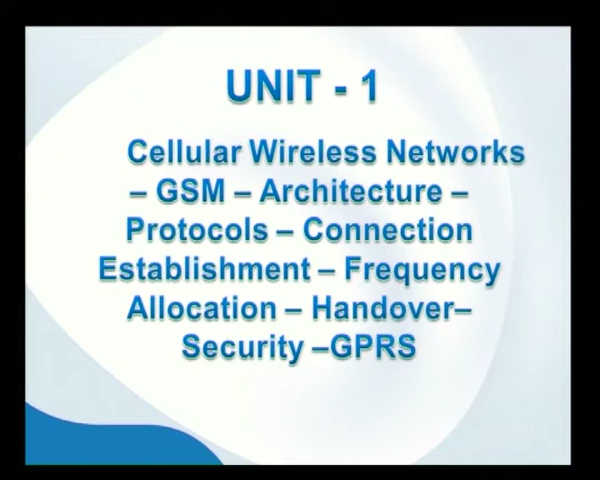 UNIT - 1
Cellular Wireless Networks
– GSM – Architecture –
Protocols – Connection
Establishment – Frequency
Allocation – Handover–
Security –GPRS